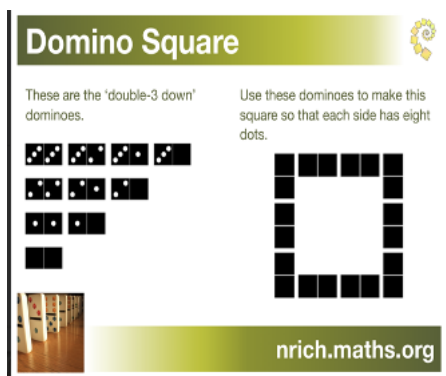 Domino Square
These are the ‘double-3 down’
dominoes.
Use these dominoes to make this
square so that each side has eight
dots.
nrich.maths.org